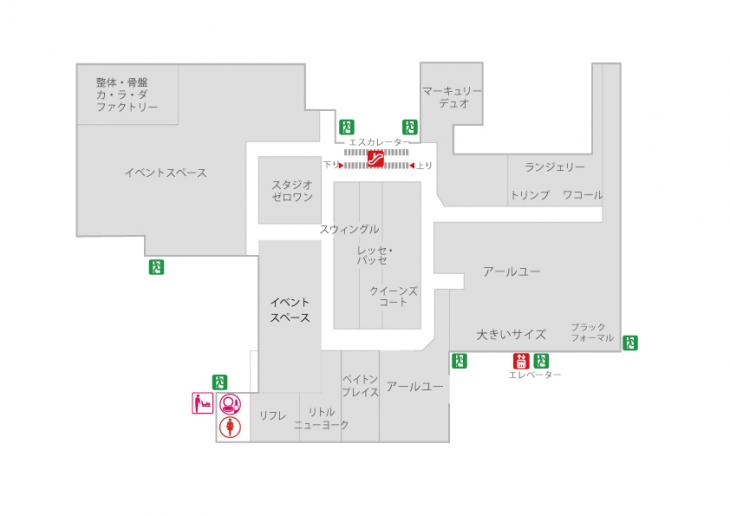 整体・骨盤
カ・ラ・ダ
ファクトリー
イベントスペース
マーキュリー
デュオ
エスカレーター
下り
上り
スタジオ
ゼロワン
ランジェリー
トリンプ
ワコール
スウィングル
レッセ・
パッセ
クイーンズ
コート
アールユー
イベント
スペース
大きいサイズ
ブラック
フォーマル
エレベーター
ペイトン
プレイス
アールユー
リフレ
リトル
ニューヨーク